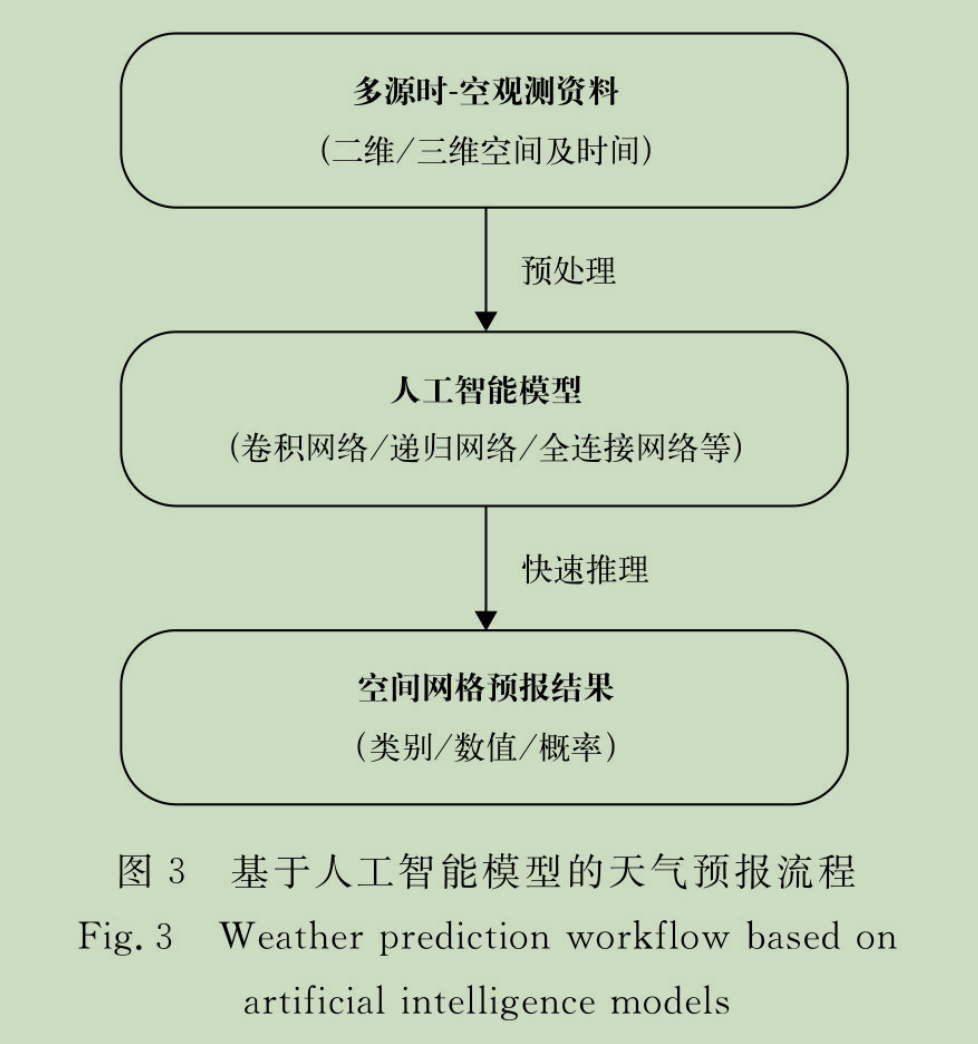 多源时-空观测资料
(二维/三维空间及时间)
预处理
人工智能模型
(卷积网络/递归网络/全连接网络等)
快速推理
空间网格预报结果
(类别/数值/概率)
图 3 基于人工智能模型的天气预报流程
Fig. 3 Weather prediction workflow based on
artificial intelligence models